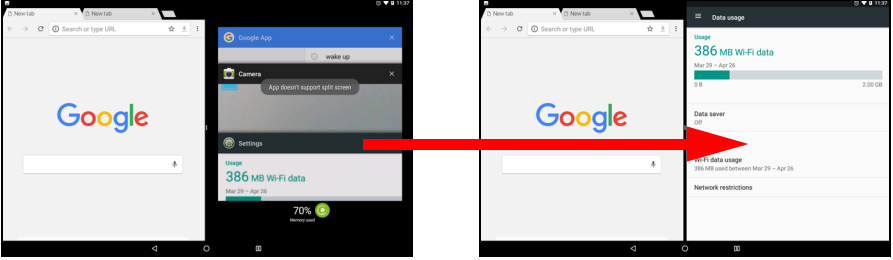 11:37
New tab
New tab
Search or type URL
Google
Google App
wake up
Camera
App doesn't support split screen
Settings
Usage
386 MB Wi-Fi data
Mar 29 – Apr 26
70%
Memory used
11:37
New tab
New tab
Search or type URL
Google
Data usage
Usage
386 MB Wi-Fi data
Mar 29 – Apr 26
0 B
2.00 GB
Data saver
Off
Wi-Fi data usage
386 MB used between Mar 29 – Apr 26
Network restrictions